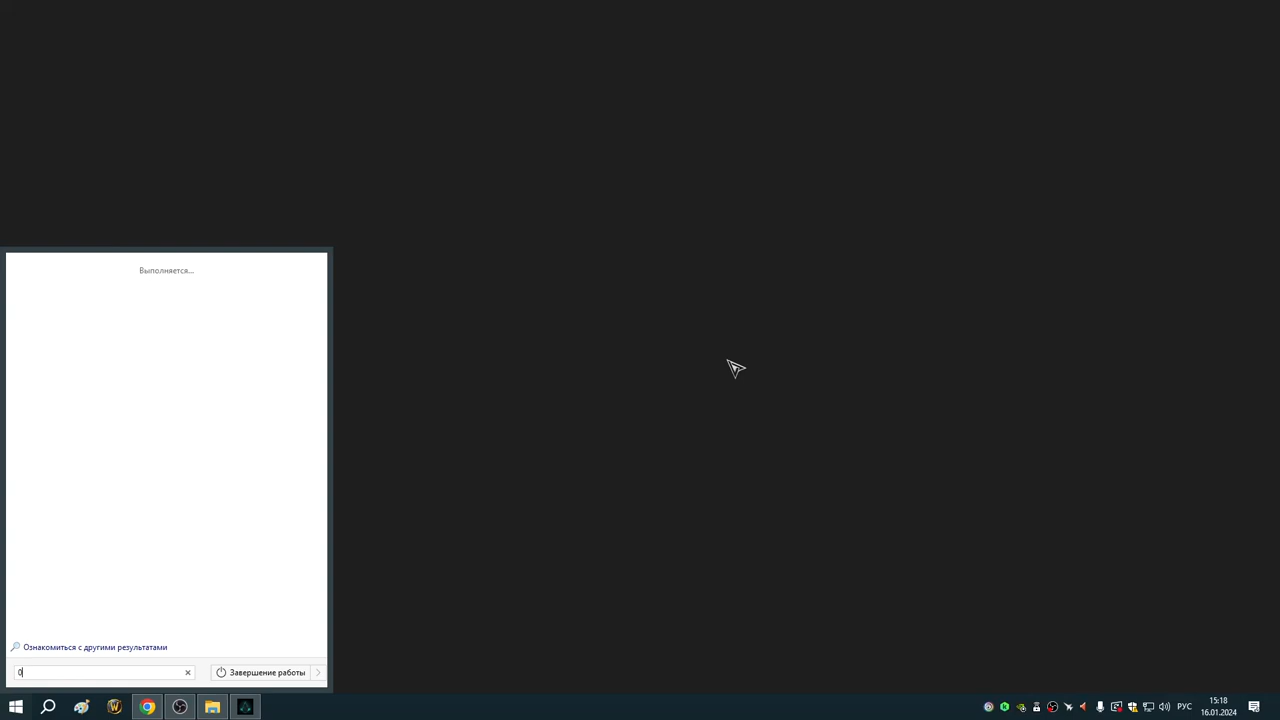 Выполняется...
Ознакомиться с другими результатами
0
Завершение работы
W
РУС
15:18
16.01.2024